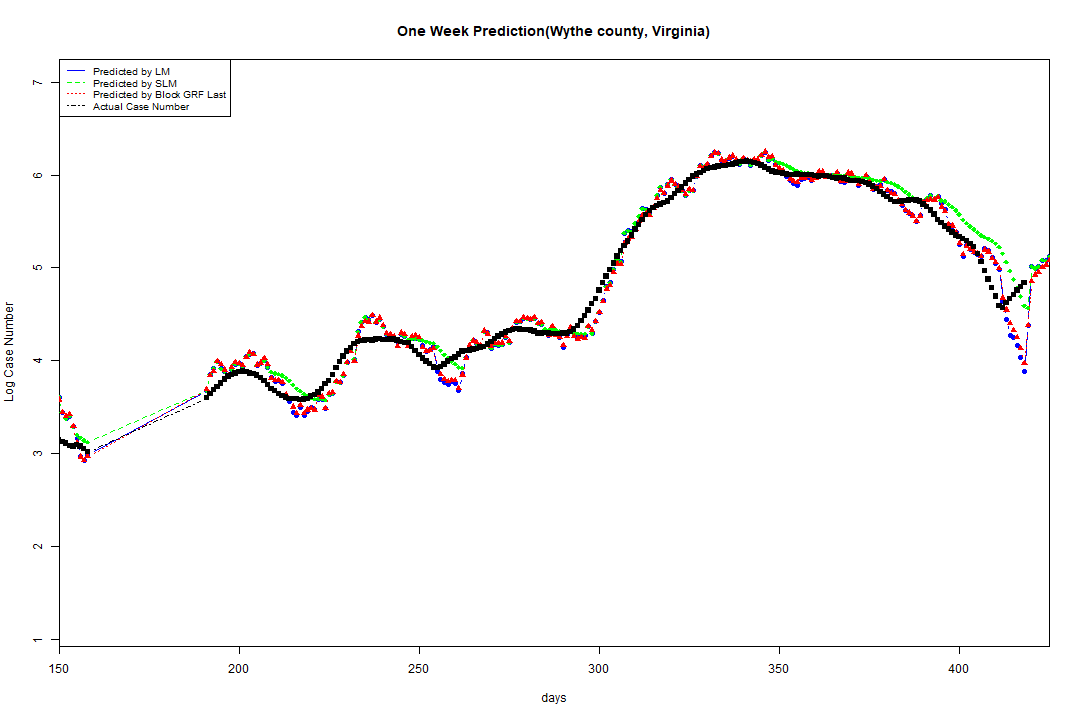 One Week Prediction(Wythe county, Virginia)
Predicted by LM
Predicted by SLM
Predicted by Block GRF Last
Actual Case Number
7
6
5
4
3
2
1
Log Case Number
150 200 250 300 350 400
days